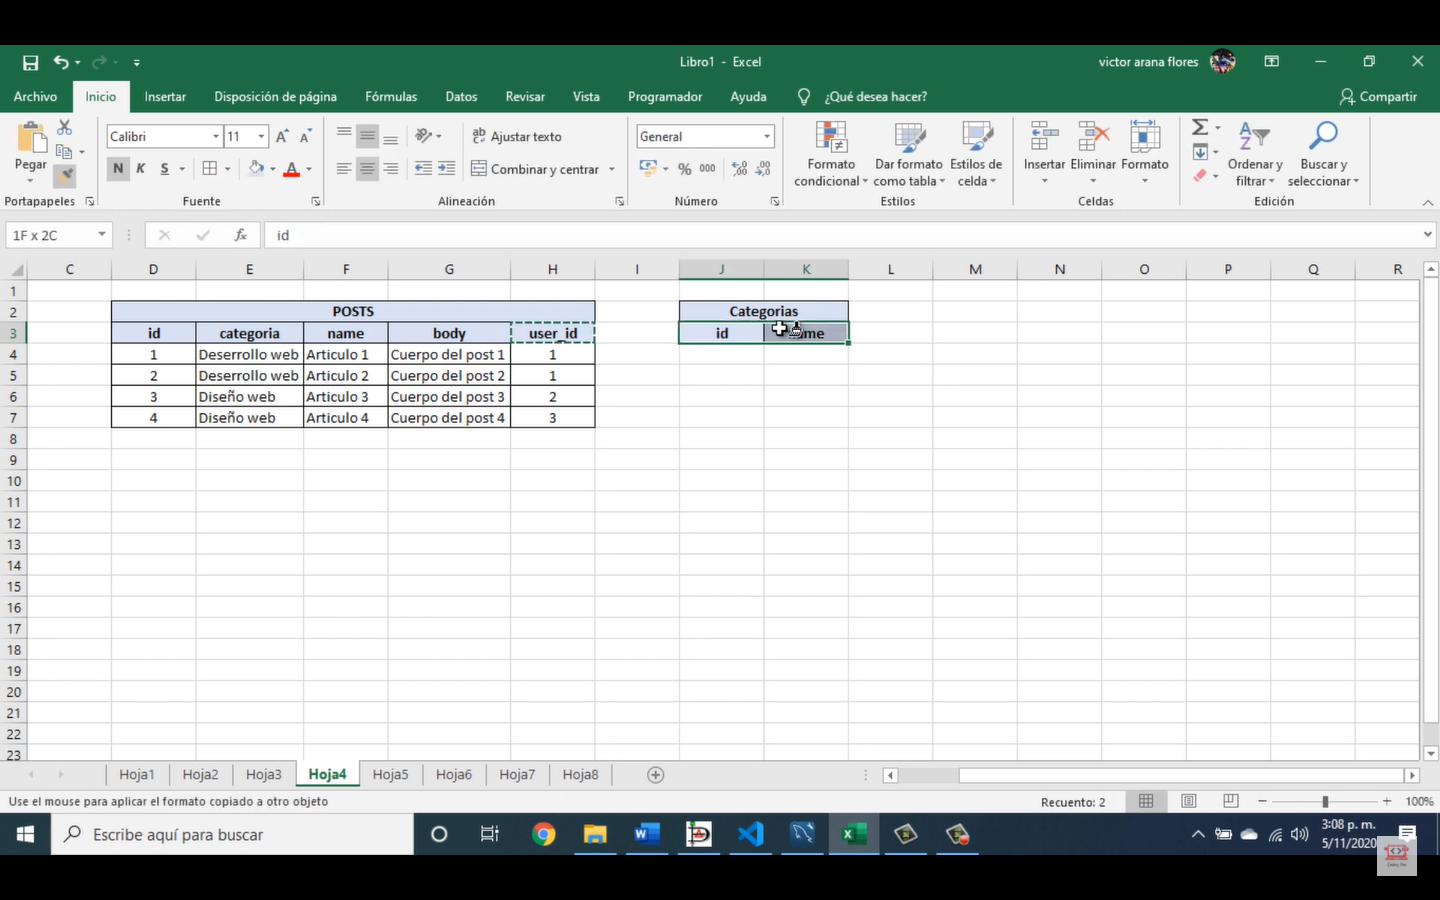 Libro1 - Excel
victor arana flores
Archivo Inicio Insertar Disposición de página Fórmulas Datos Revisar Vista Programador Ayuda ¿Qué desea hacer? Compartir
Pegar
Calibri 11
N K S
Ajustar texto
Combinar y centrar
General
% 000
Formato condicional
Dar formato como tabla
Estilos de celda
Insertar Eliminar Formato
Ordenar y filtrar
Buscar y seleccionar
Portapapeles Fuente Alineación Número Estilos Celdas Edición
1F x 2C fx id
C D E F G H I J K L M N O P Q R
1
2 POSTS Categorias
3 id categoria name body user_id id
4 1 Deserrollo web Articulo 1 Cuerpo del post 1 1
5 2 Deserrollo web Articulo 2 Cuerpo del post 2 1
6 3 Diseño web Articulo 3 Cuerpo del post 3 2
7 4 Diseño web Articulo 4 Cuerpo del post 4 3
8
9
10
11
12
13
14
15
16
17
18
19
20
21
22
23
Hoja1 Hoja2 Hoja3 Hoja4 Hoja5 Hoja6 Hoja7 Hoja8
Use el mouse para aplicar el formato copiado a otro objeto
Recuento: 2
100%
Escribe aquí para buscar
3:08 p. m.
5/11/2020